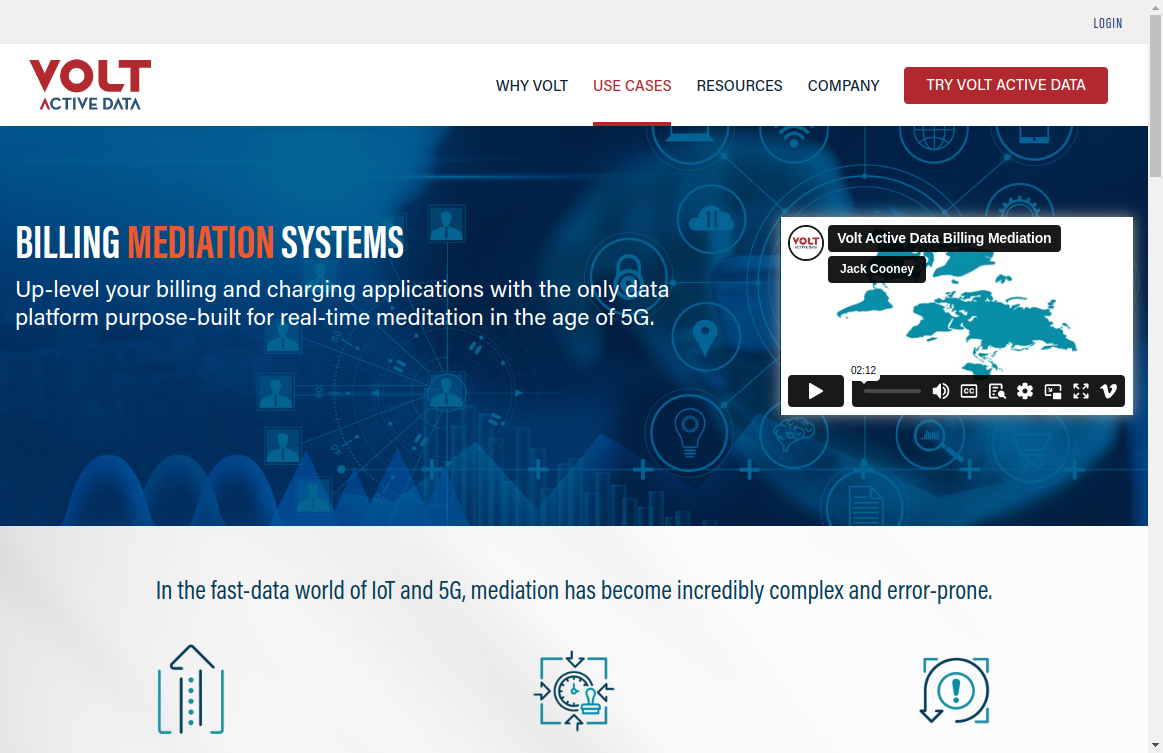 LOGIN
VOLT
ACTIVE DATA
WHY VOLT
USE CASES
RESOURCES
COMPANY
TRY VOLT ACTIVE DATA
BILLING MEDIATION SYSTEMS
Up-level your billing and charging applications with the only data
platform purpose-built for real-time meditation in the age of 5G.
VOLT
ACTIVE DATA
Volt Active Data Billing Mediation
Jack Cooney
02:12
CC
In the fast-data world of IoT and 5G, mediation has become incredibly complex and error-prone.